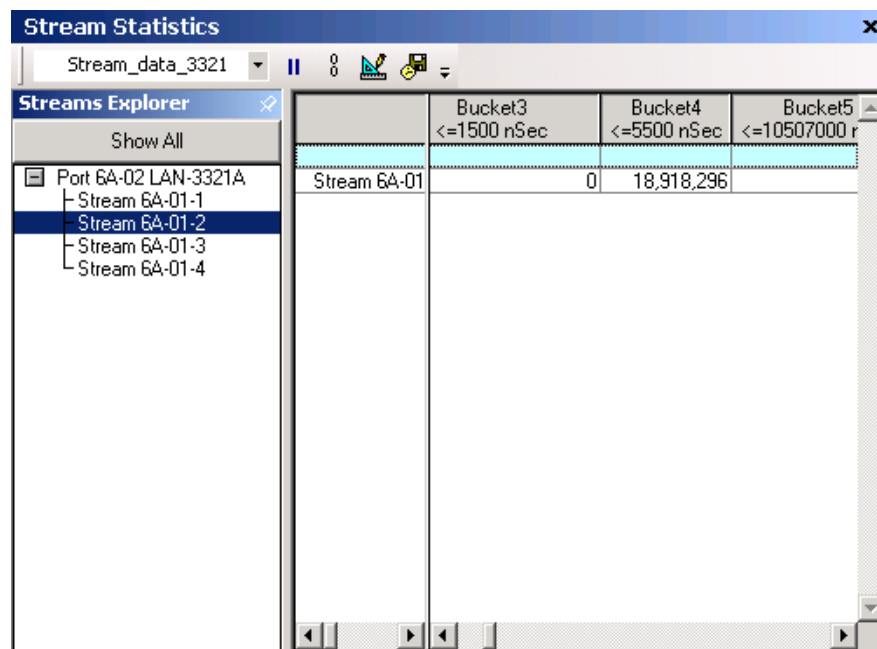 Stream Statistics
Stream_data_3321
Streams Explorer
Show All
Port 6A-02 LAN-3321A
Stream 6A-01-1
Stream 6A-01-2
Stream 6A-01-3
Stream 6A-01-4
Bucket3 Bucket4 Bucket5
<=1500 nSec <=5500 nSec <=10507000 r
Stream 6A-01 0 18,918,296